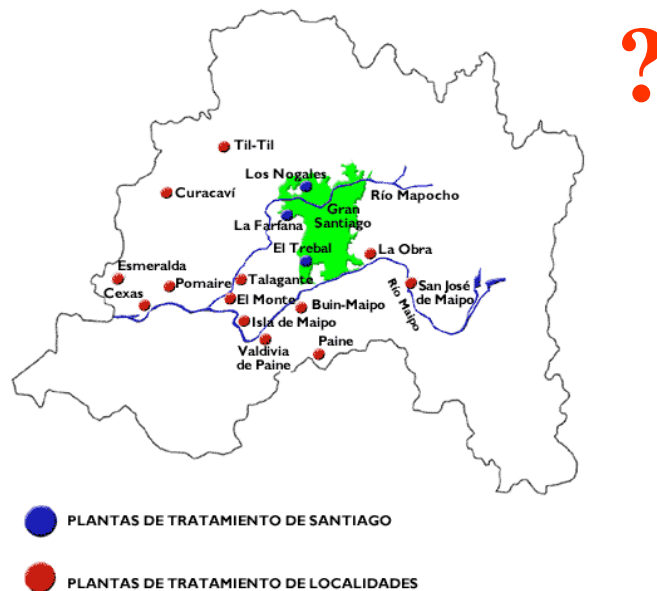 ?
Til-Til
Los Nogales
Curacaví
Río Mapocho
Gran
Santiago
La Farfana
El Trebal
La Obra
Esmeralda
Pomaire
Talagante
San José
de Maipo
Cexas
El Monte
Buin-Maipo
Río Maipo
Isla de Maipo
Valdivia
de Paine
Paine
PLANTAS DE TRATAMIENTO DE SANTIAGO
PLANTAS DE TRATAMIENTO DE LOCALIDADES